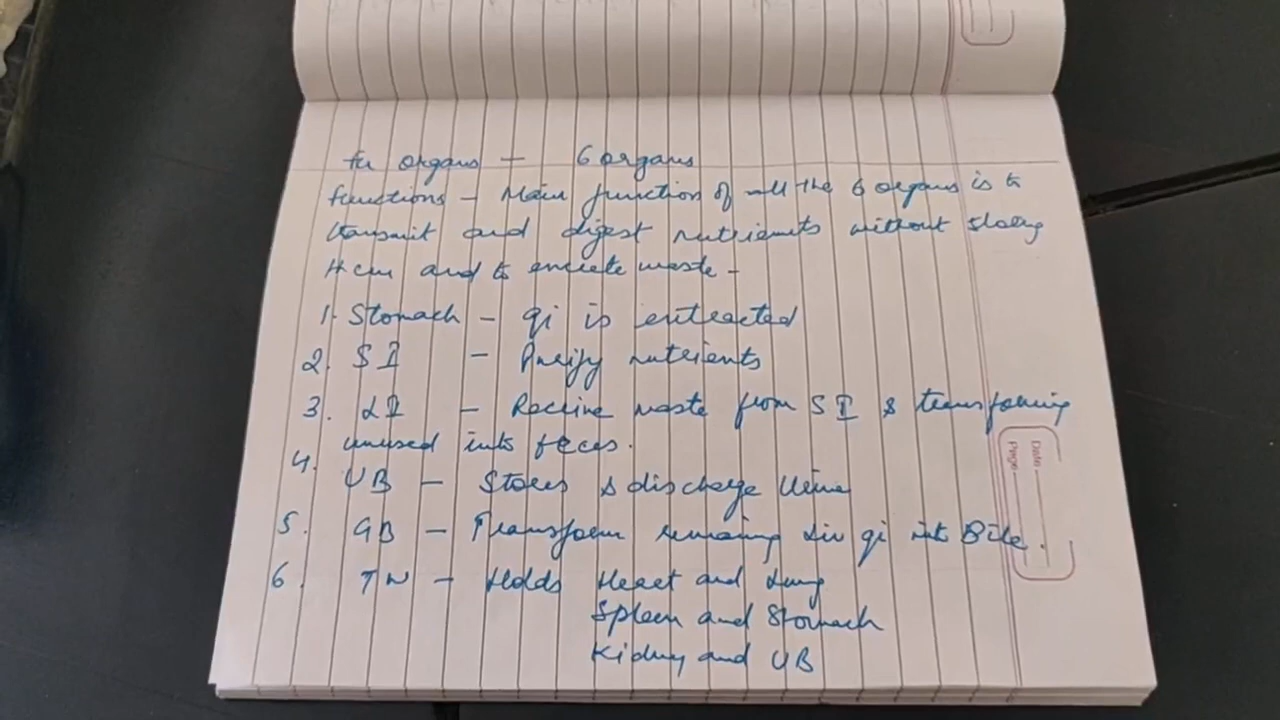 fu organs — 6 organs
functions - Main function of all the 6 organs is to
transmit and digest nutrients without storing
them and to excrete waste -
1. Stomach - qi is extracted
2. SI - Purify nutrients
3. LI - Receive waste from SI & transforming
unused into feces.
4. UB - Stores & discharge Urine
5. GB - Transform remaining Liv qi into Bile.
6. TW - Holds Heart and Lung
Spleen and Stomach
Kidney and UB
Date
Page